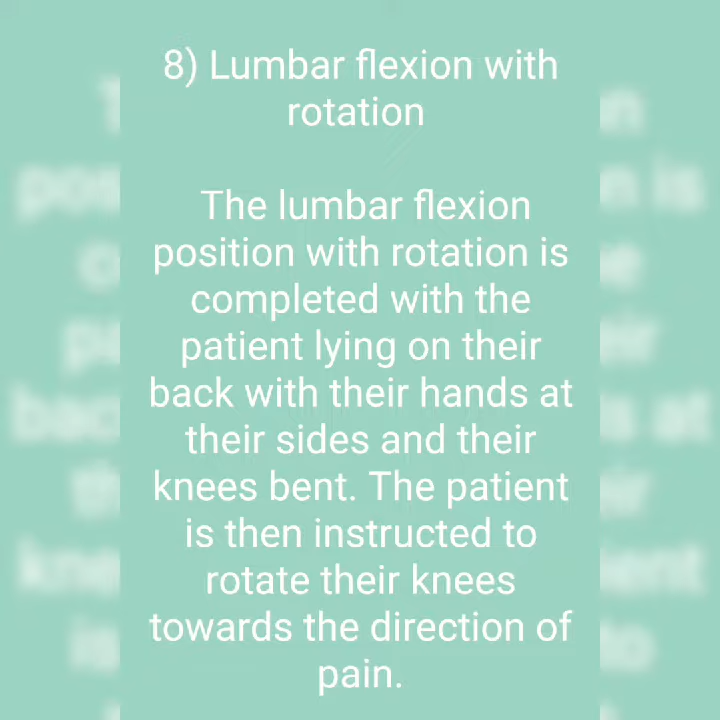 8) Lumbar flexion with
rotation
The lumbar flexion
position with rotation is
completed with the
patient lying on their
back with their hands at
their sides and their
knees bent. The patient
is then instructed to
rotate their knees
towards the direction of
pain.